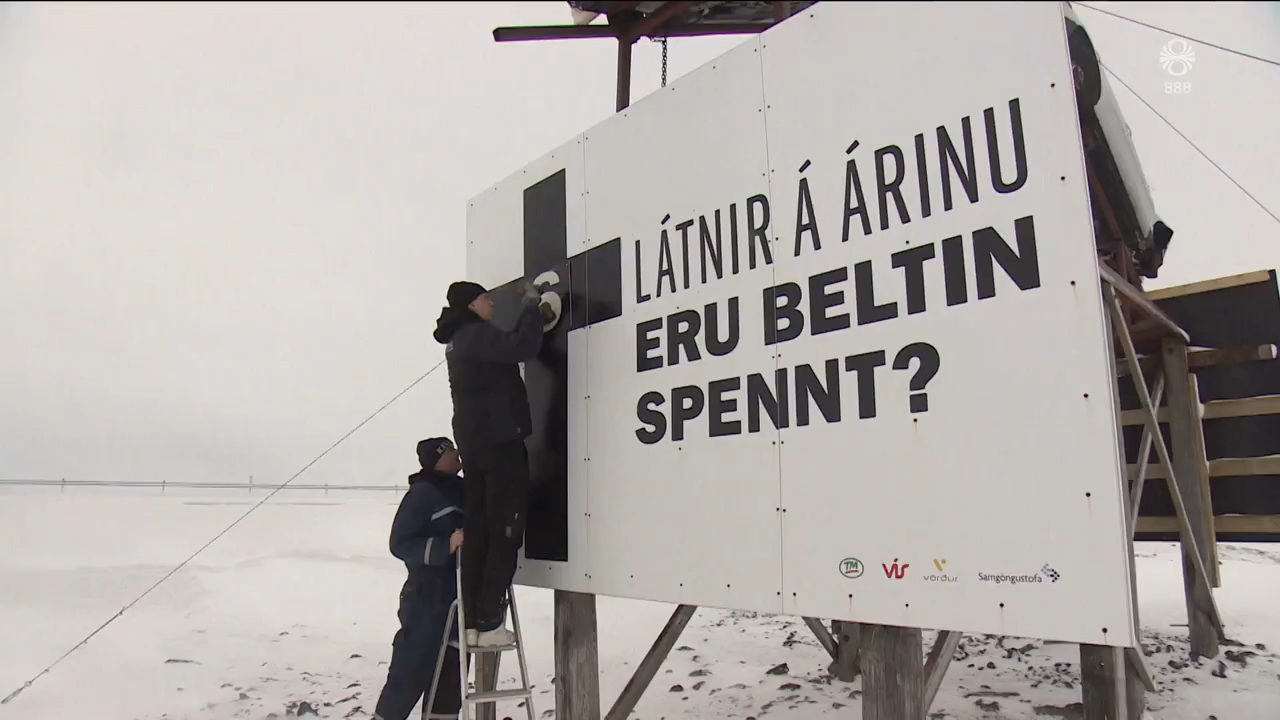 888
LÁTNIR Á ÁRINU
ERU BELTIN
SPENNT?
TM
VÍS
vörður
Samgöngustofa